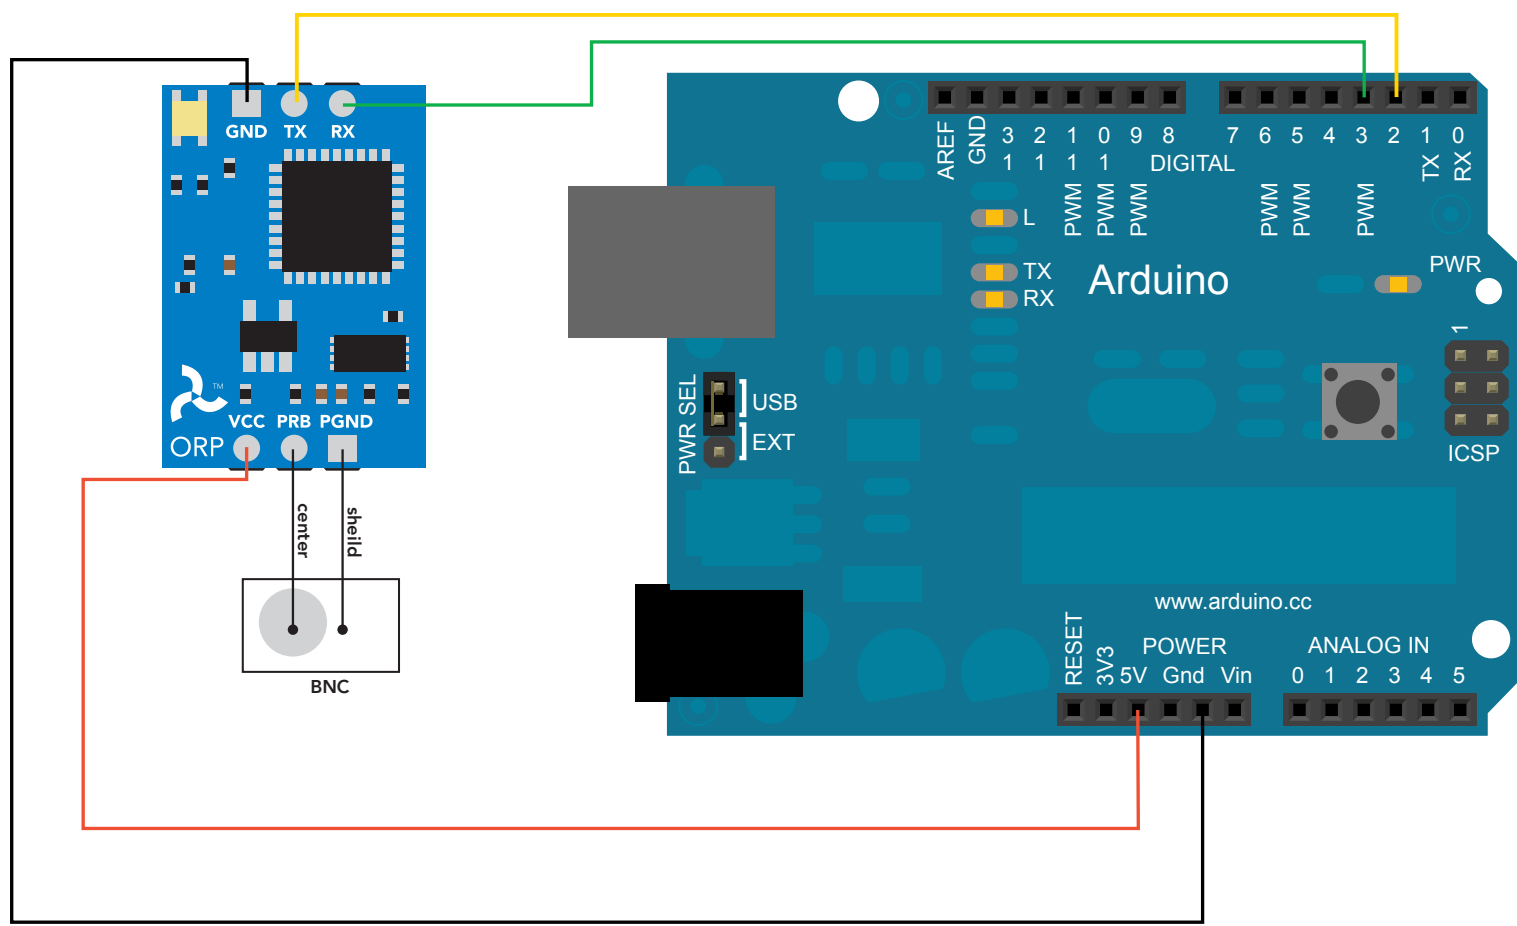 GND TX RX
TM
VCC PRB PGND
ORP
center
sheild
BNC
AREF
GND
13
12
11
10
9
8
7
6
5
4
3
2
1
0
TX
RX
DIGITAL
PWM
PWM
PWM
PWM
PWM
PWM
L
TX
RX
Arduino
PWR
1
ICSP
PWR SEL
USB
EXT
www.arduino.cc
RESET
3V3
POWER
5V Gnd Vin
ANALOG IN
0 1 2 3 4 5